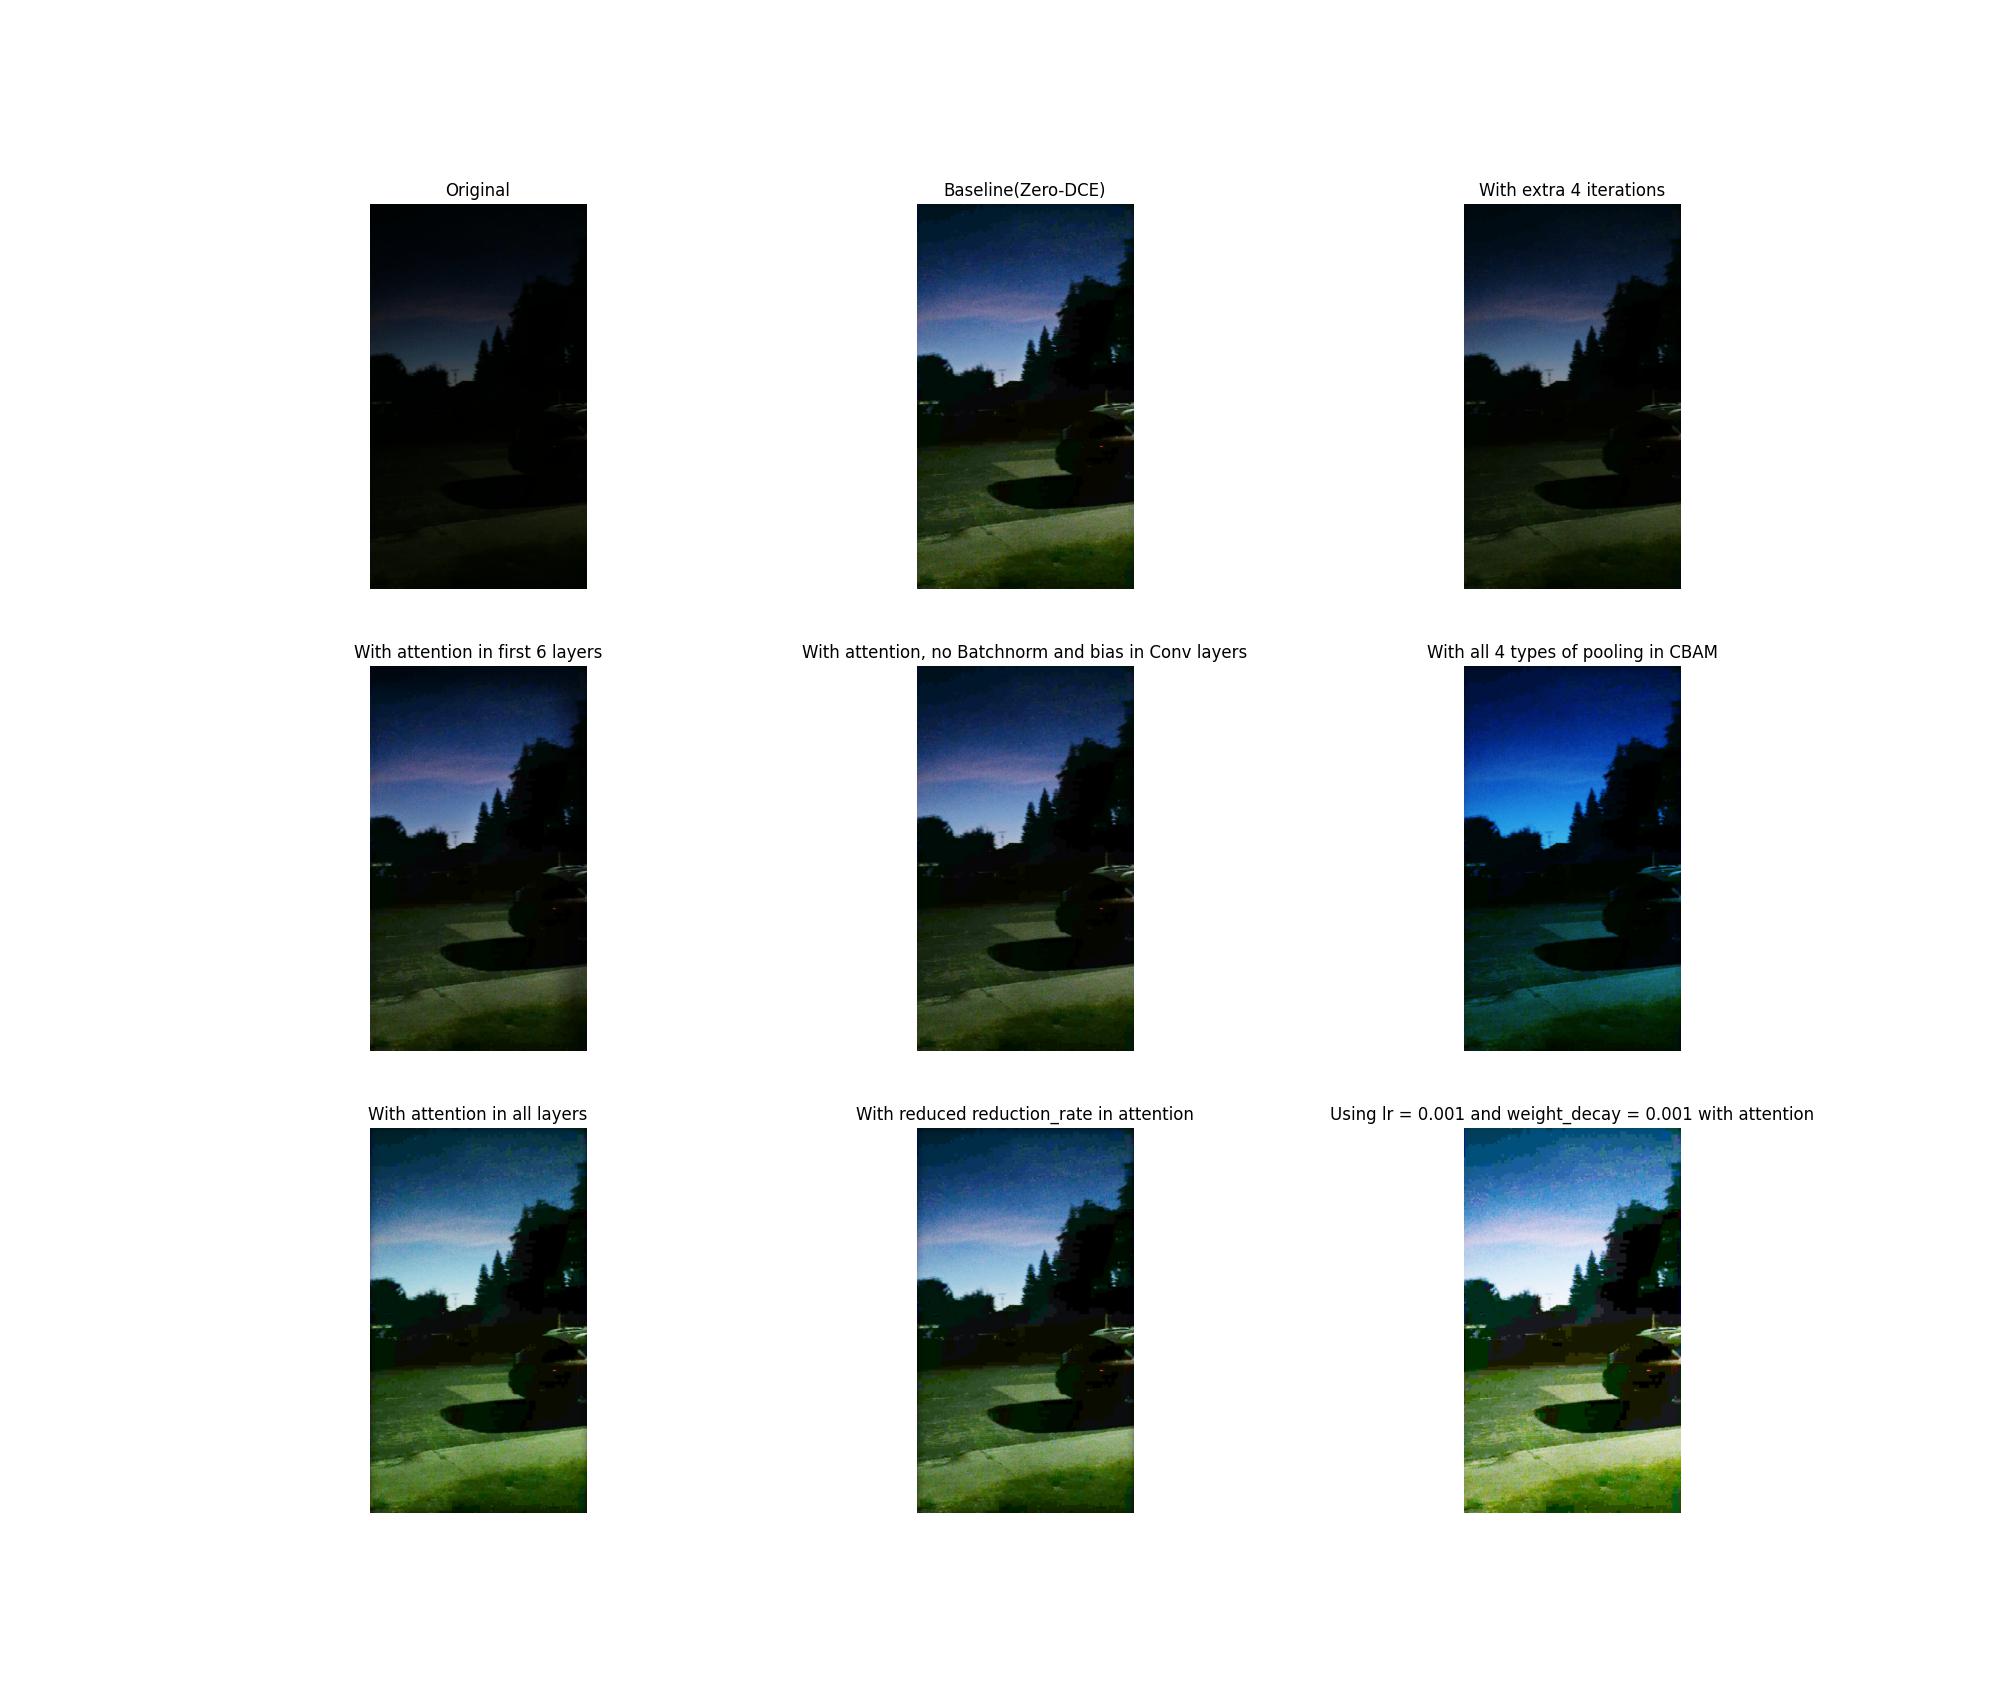 Original
Baseline(Zero-DCE)
With extra 4 iterations
With attention in first 6 layers
With attention, no Batchnorm and bias in Conv layers
With all 4 types of pooling in CBAM
With attention in all layers
With reduced reduction_rate in attention
Using lr = 0.001 and weight_decay = 0.001 with attention